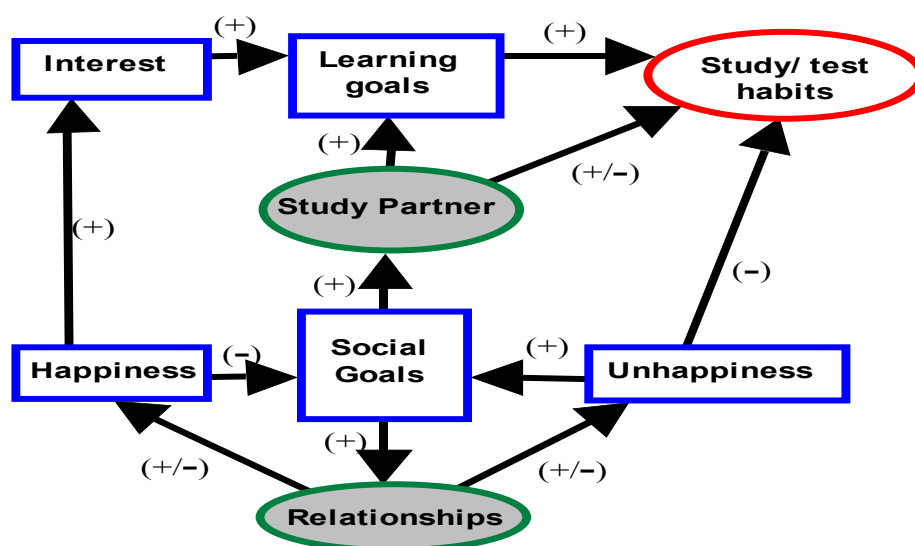 (+)
(+)
Interest
Learning
goals
Study/ test
habits
(+)
(+/-)
Study Partner
(+)
(+)
(-)
(-)
Social
Goals
(+)
Happiness
Unhappiness
(+)
(+/-)
(+/-)
Relationships